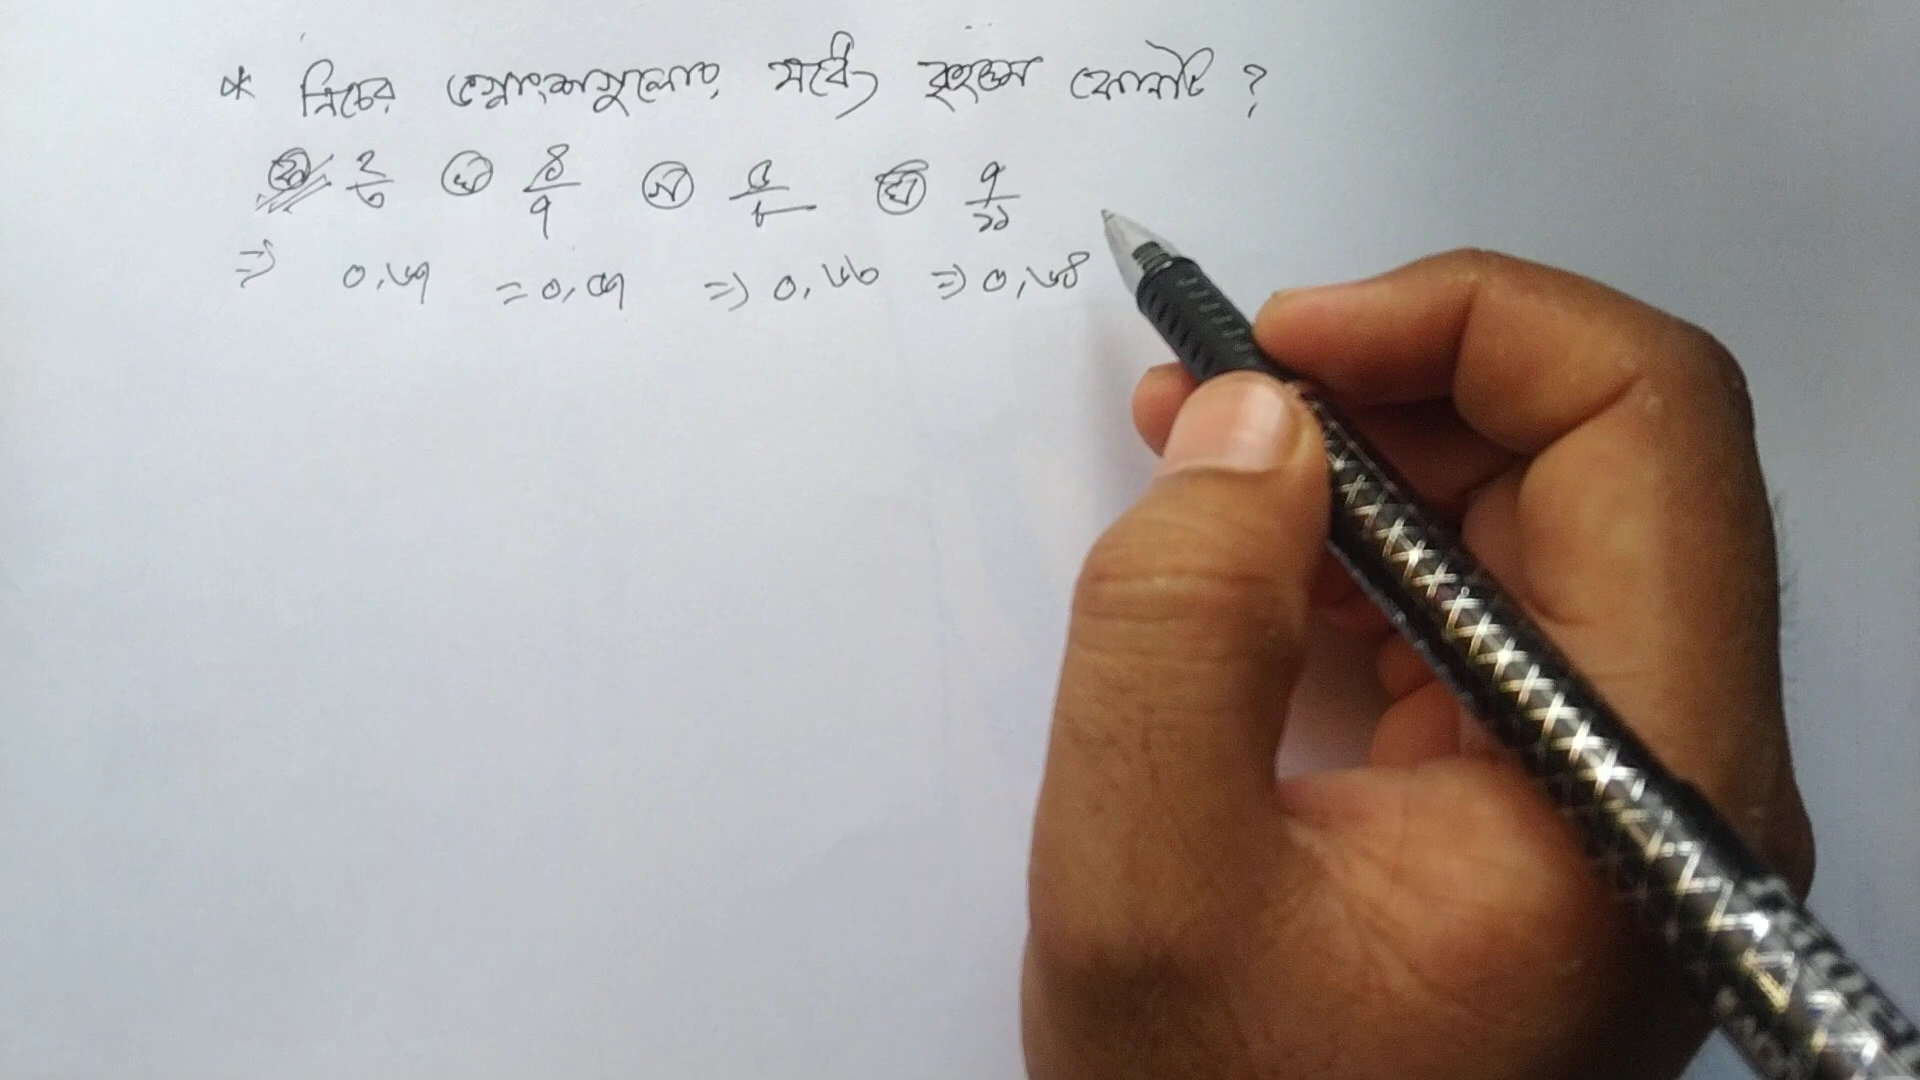 * নিচের ভগ্নাংশগুলোর মধ্যে বৃহত্তম কোনটি ?
ক) ২/৩ খ) ৪/৭ গ) ৫/৮ ঘ) ৭/১১
⇒ ০,৬৭ = ০,৫৭ ⇒ ০,৬৩ ⇒ ০,৬৪